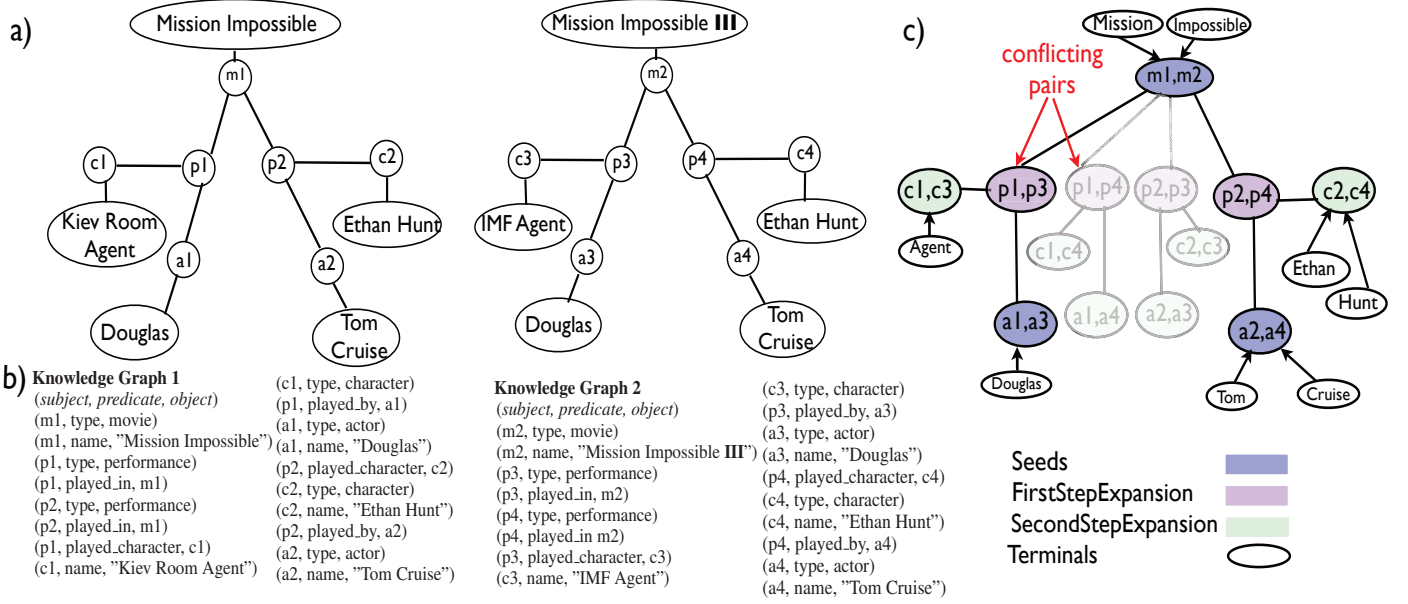 a)
Mission Impossible
m1
c1
p1
p2
c2
Kiev Room
Agent
Ethan Hunt
a1
a2
Douglas
Tom
Cruise
Mission Impossible III
m2
c3
p3
p4
c4
IMF Agent
Ethan Hunt
a3
a4
Douglas
Tom
Cruise
b)
Knowledge Graph 1
(subject, predicate, object)
(m1, type, movie)
(m1, name, ”Mission Impossible”)
(p1, type, performance)
(p1, played_in, m1)
(p2, type, performance)
(p2, played_in, m1)
(p1, played_character, c1)
(c1, name, ”Kiev Room Agent”)
(c1, type, character)
(p1, played_by, a1)
(a1, type, actor)
(a1, name, ”Douglas”)
(p2, played_character, c2)
(c2, type, character)
(c2, name, ”Ethan Hunt”)
(p2, played_by, a2)
(a2, type, actor)
(a2, name, ”Tom Cruise”)
Knowledge Graph 2
(subject, predicate, object)
(m2, type, movie)
(m2, name, ”Mission Impossible III”)
(p3, type, performance)
(p3, played_in, m2)
(p4, type, performance)
(p4, played_in m2)
(p3, played_character, c3)
(c3, name, ”IMF Agent”)
(c3, type, character)
(p3, played_by, a3)
(a3, type, actor)
(a3, name, ”Douglas”)
(p4, played_character, c4)
(c4, type, character)
(c4, name, ”Ethan Hunt”)
(p4, played_by, a4)
(a4, type, actor)
(a4, name, ”Tom Cruise”)
c)
Mission
Impossible
conflicting
pairs
m1,m2
c1,c3
p1,p3
p1,p4
p2,p3
p2,p4
c2,c4
Agent
c1,c4
c2,c3
Ethan
Hunt
a1,a3
a1,a4
a2,a3
a2,a4
Douglas
Tom
Cruise
Seeds
FirstStepExpansion
SecondStepExpansion
Terminals